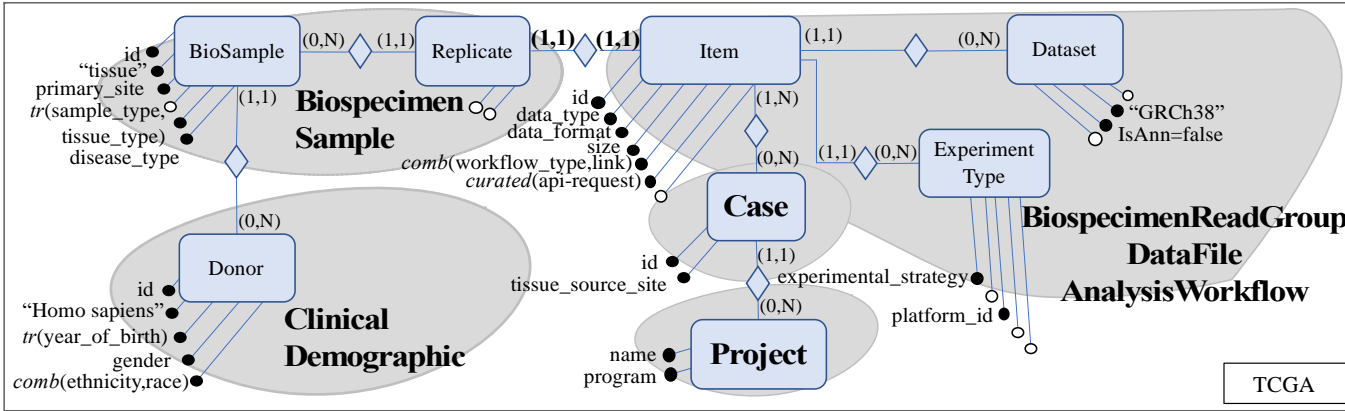 BioSample
(0,N)
(1,1)
Replicate
(1,1)
(1,1)
Item
(1,1)
(0,N)
Dataset
id
“tissue”
primary_site
tr(sample_type,
tissue_type)
disease_type
(1,1)
Biospecimen
Sample
id
data_type
data_format
size
comb(workflow_type,link)
curated(api-request)
(1,N)
(0,N)
“GRCh38”
IsAnn=false
(1,1)
(0,N)
Experiment
Type
Case
id
tissue_source_site
(1,1)
(0,N)
BiospecimenReadGroup
DataFile
AnalysisWorkflow
experimental_strategy
platform_id
(0,N)
Donor
id
“Homo sapiens”
tr(year_of_birth)
gender
comb(ethnicity,race)
Clinical
Demographic
Project
name
program
TCGA